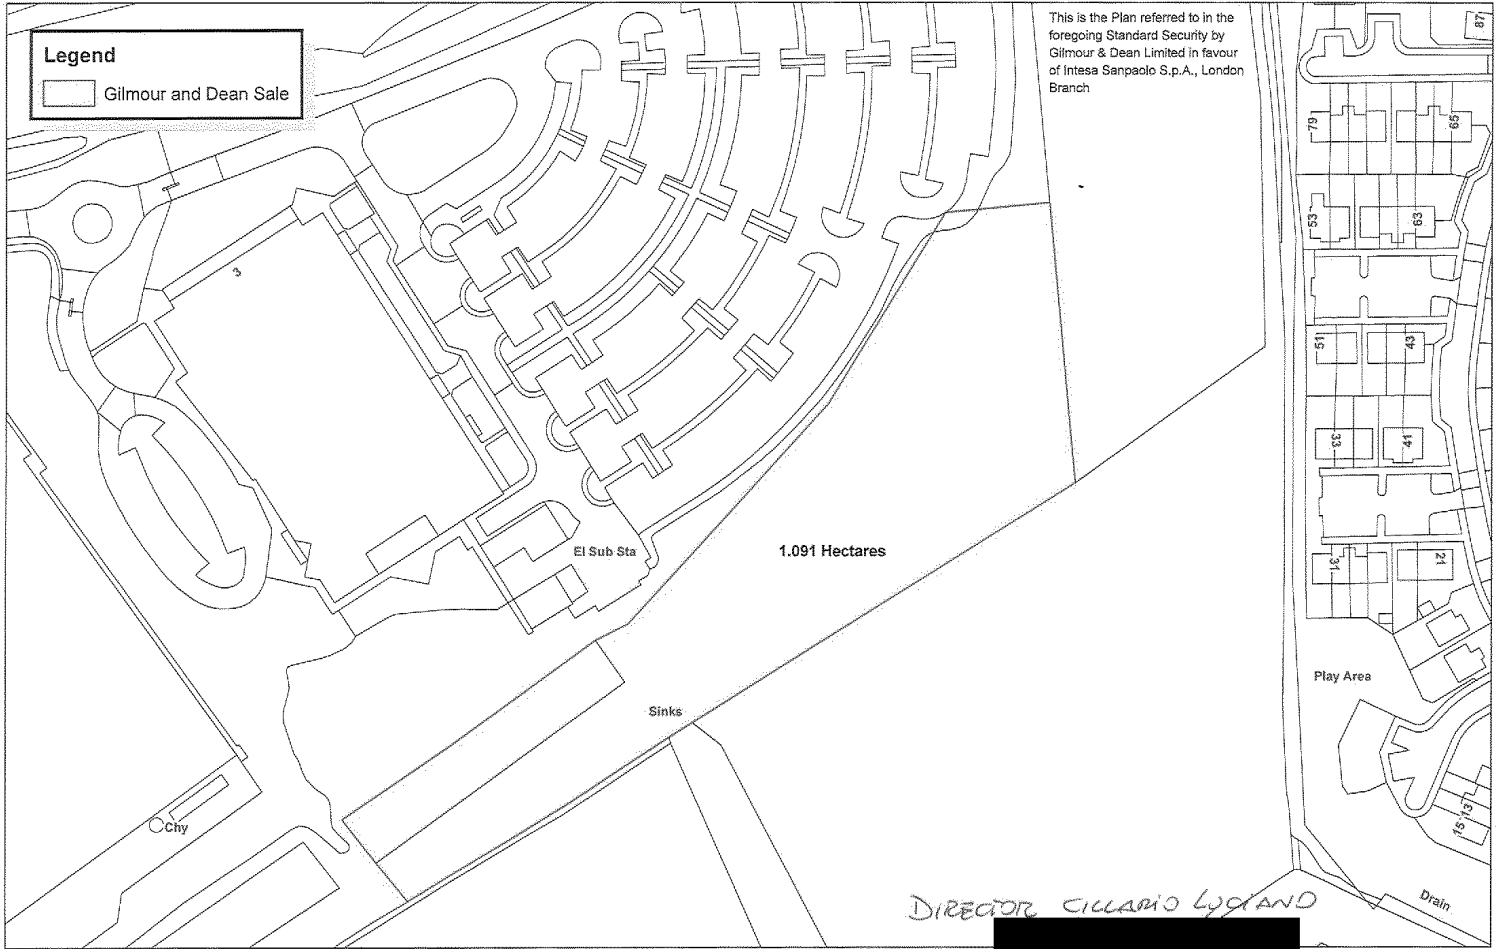 Legend
Gilmour and Dean Sale
This is the Plan referred to in the
foregoing Standard Security by
Gilmour & Dean Limited in favour
of Intesa Sanpaolo S.p.A., London
Branch
87
79
65
53
63
3
51
43
33
41
El Sub Sta
1.091 Hectares
31
21
Play Area
Sinks
Chy
13
15
Drain
DIRECTOR CILLARIO LUCIANO